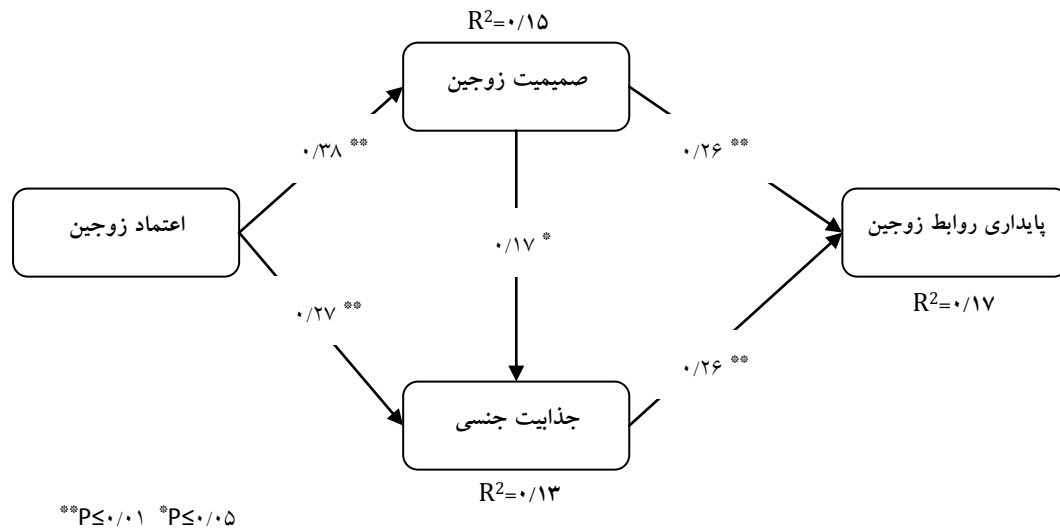 R²=۰/۱۵
صمیمیت زوجین
۰/۳۸ **
۰/۲۶ **
اعتماد زوجین
۰/۱۷ *
پایداری روابط زوجین
R²=۰/۱۷
۰/۲۷ **
۰/۲۶ **
جذابیت جنسی
R²=۰/۱۳
**P≤۰/۰۱ *P≤۰/۰۵